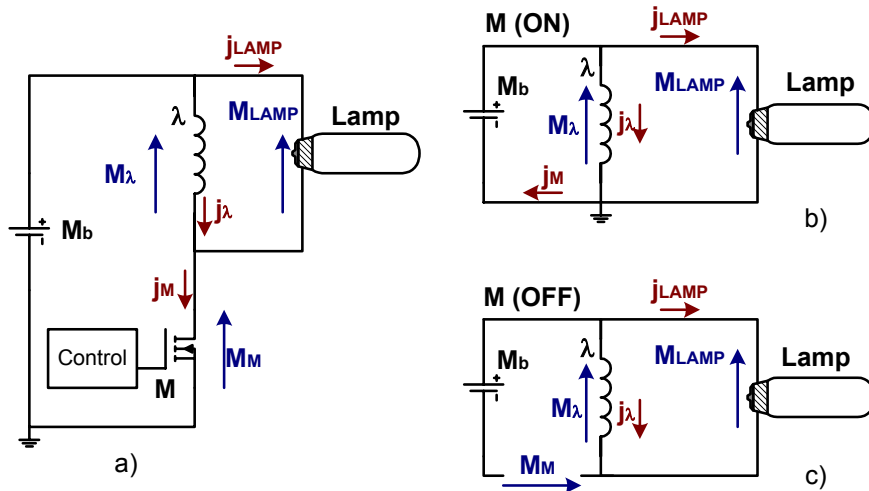 jLAMP
λ
MLAMP
Lamp
Mλ
jλ
+
Mb
-
jM
Control
MM
M
a)
M (ON)
jLAMP
Mb
+
-
λ
Mλ
jλ
MLAMP
Lamp
jM
b)
M (OFF)
jLAMP
Mb
+
-
λ
Mλ
jλ
MLAMP
Lamp
MM
c)